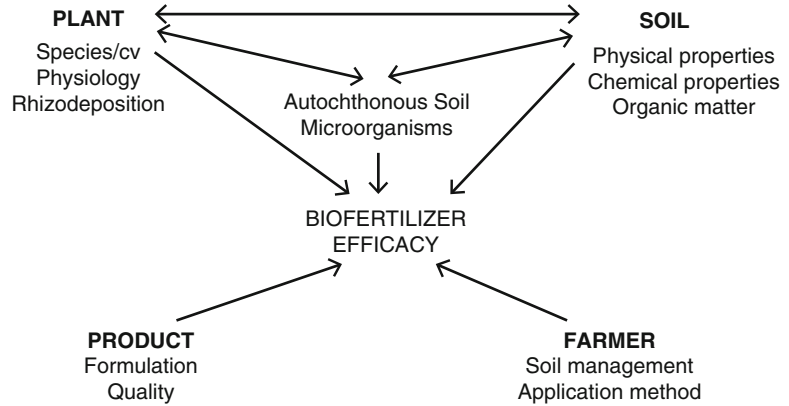 PLANT
Species/cv
Physiology
Rhizodeposition
SOIL
Physical properties
Chemical properties
Organic matter
Autochthonous Soil
Microorganisms
BIOFERTILIZER
EFFICACY
PRODUCT
Formulation
Quality
FARMER
Soil management
Application method